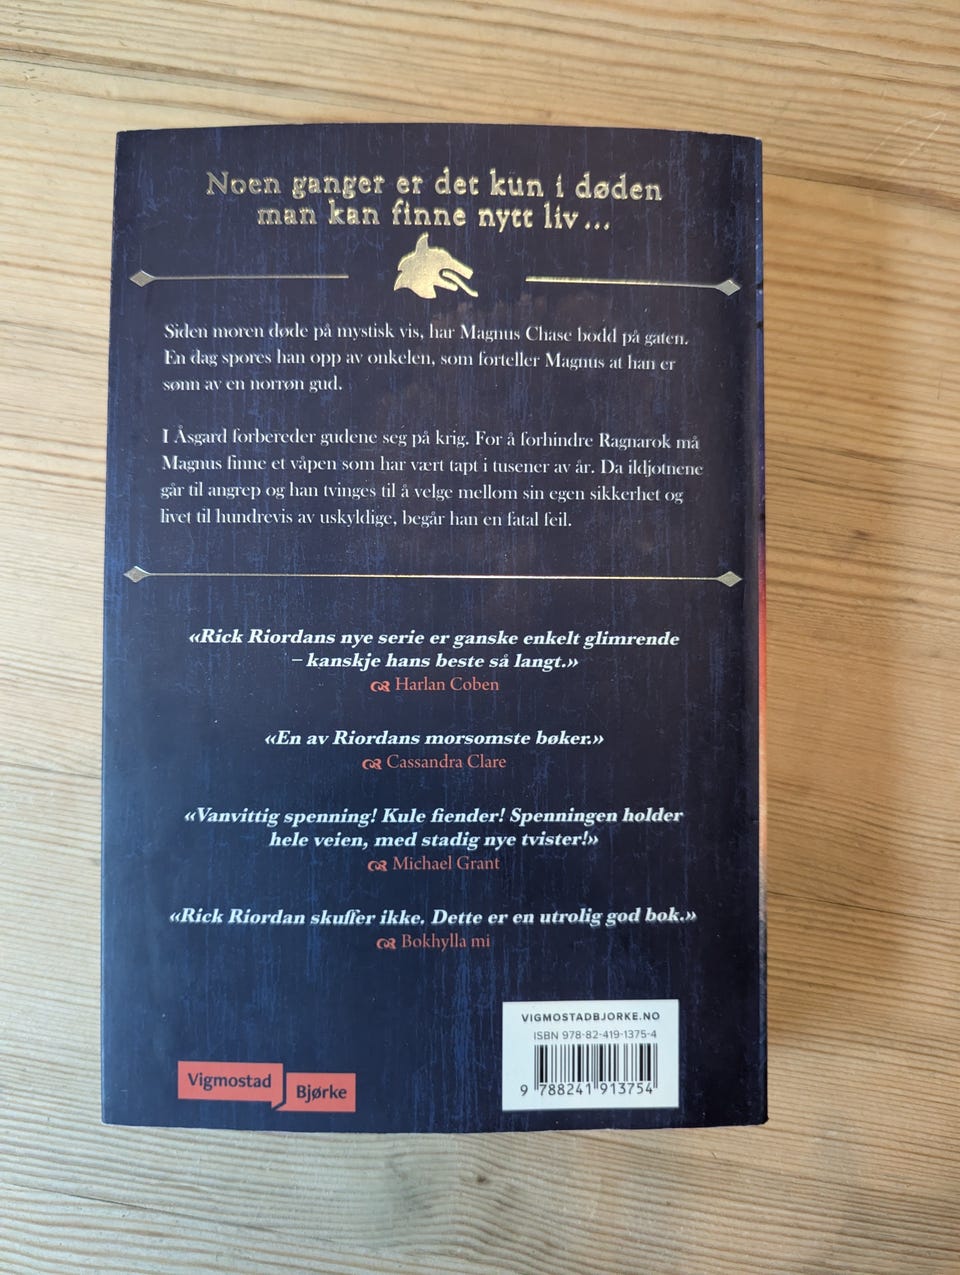 Noen ganger er det kun i døden
man kan finne nytt liv...
Siden moren døde på mystisk vis, har Magnus Chase bodd på gaten.
En dag spores han opp av onkelen, som forteller Magnus at han er
sønn av en norrøn gud.
I Åsgard forbereder gudene seg på krig. For å forhindre Ragnarok må
Magnus finne et våpen som har vært tapt i tusener av år. Da ildjotnene
går til angrep og han tvinges til å velge mellom sin egen sikkerhet og
livet til hundrevis av uskyldige, begår han en fatal feil.
«Rick Riordans nye serie er ganske enkelt glimrende
– kanskje hans beste så langt.»
Harlan Coben
«En av Riordans morsomste bøker.»
Cassandra Clare
«Vanvittig spenning! Kule fiender! Spenningen holder
hele veien, med stadig nye tvister!»
Michael Grant
«Rick Riordan skuffer ikke. Dette er en utrolig god bok.»
Bokhylla mi
VIGMOSTADBJORKE.NO
ISBN 978-82-419-1375-4
9 788241 913754
Vigmostad
Bjørke